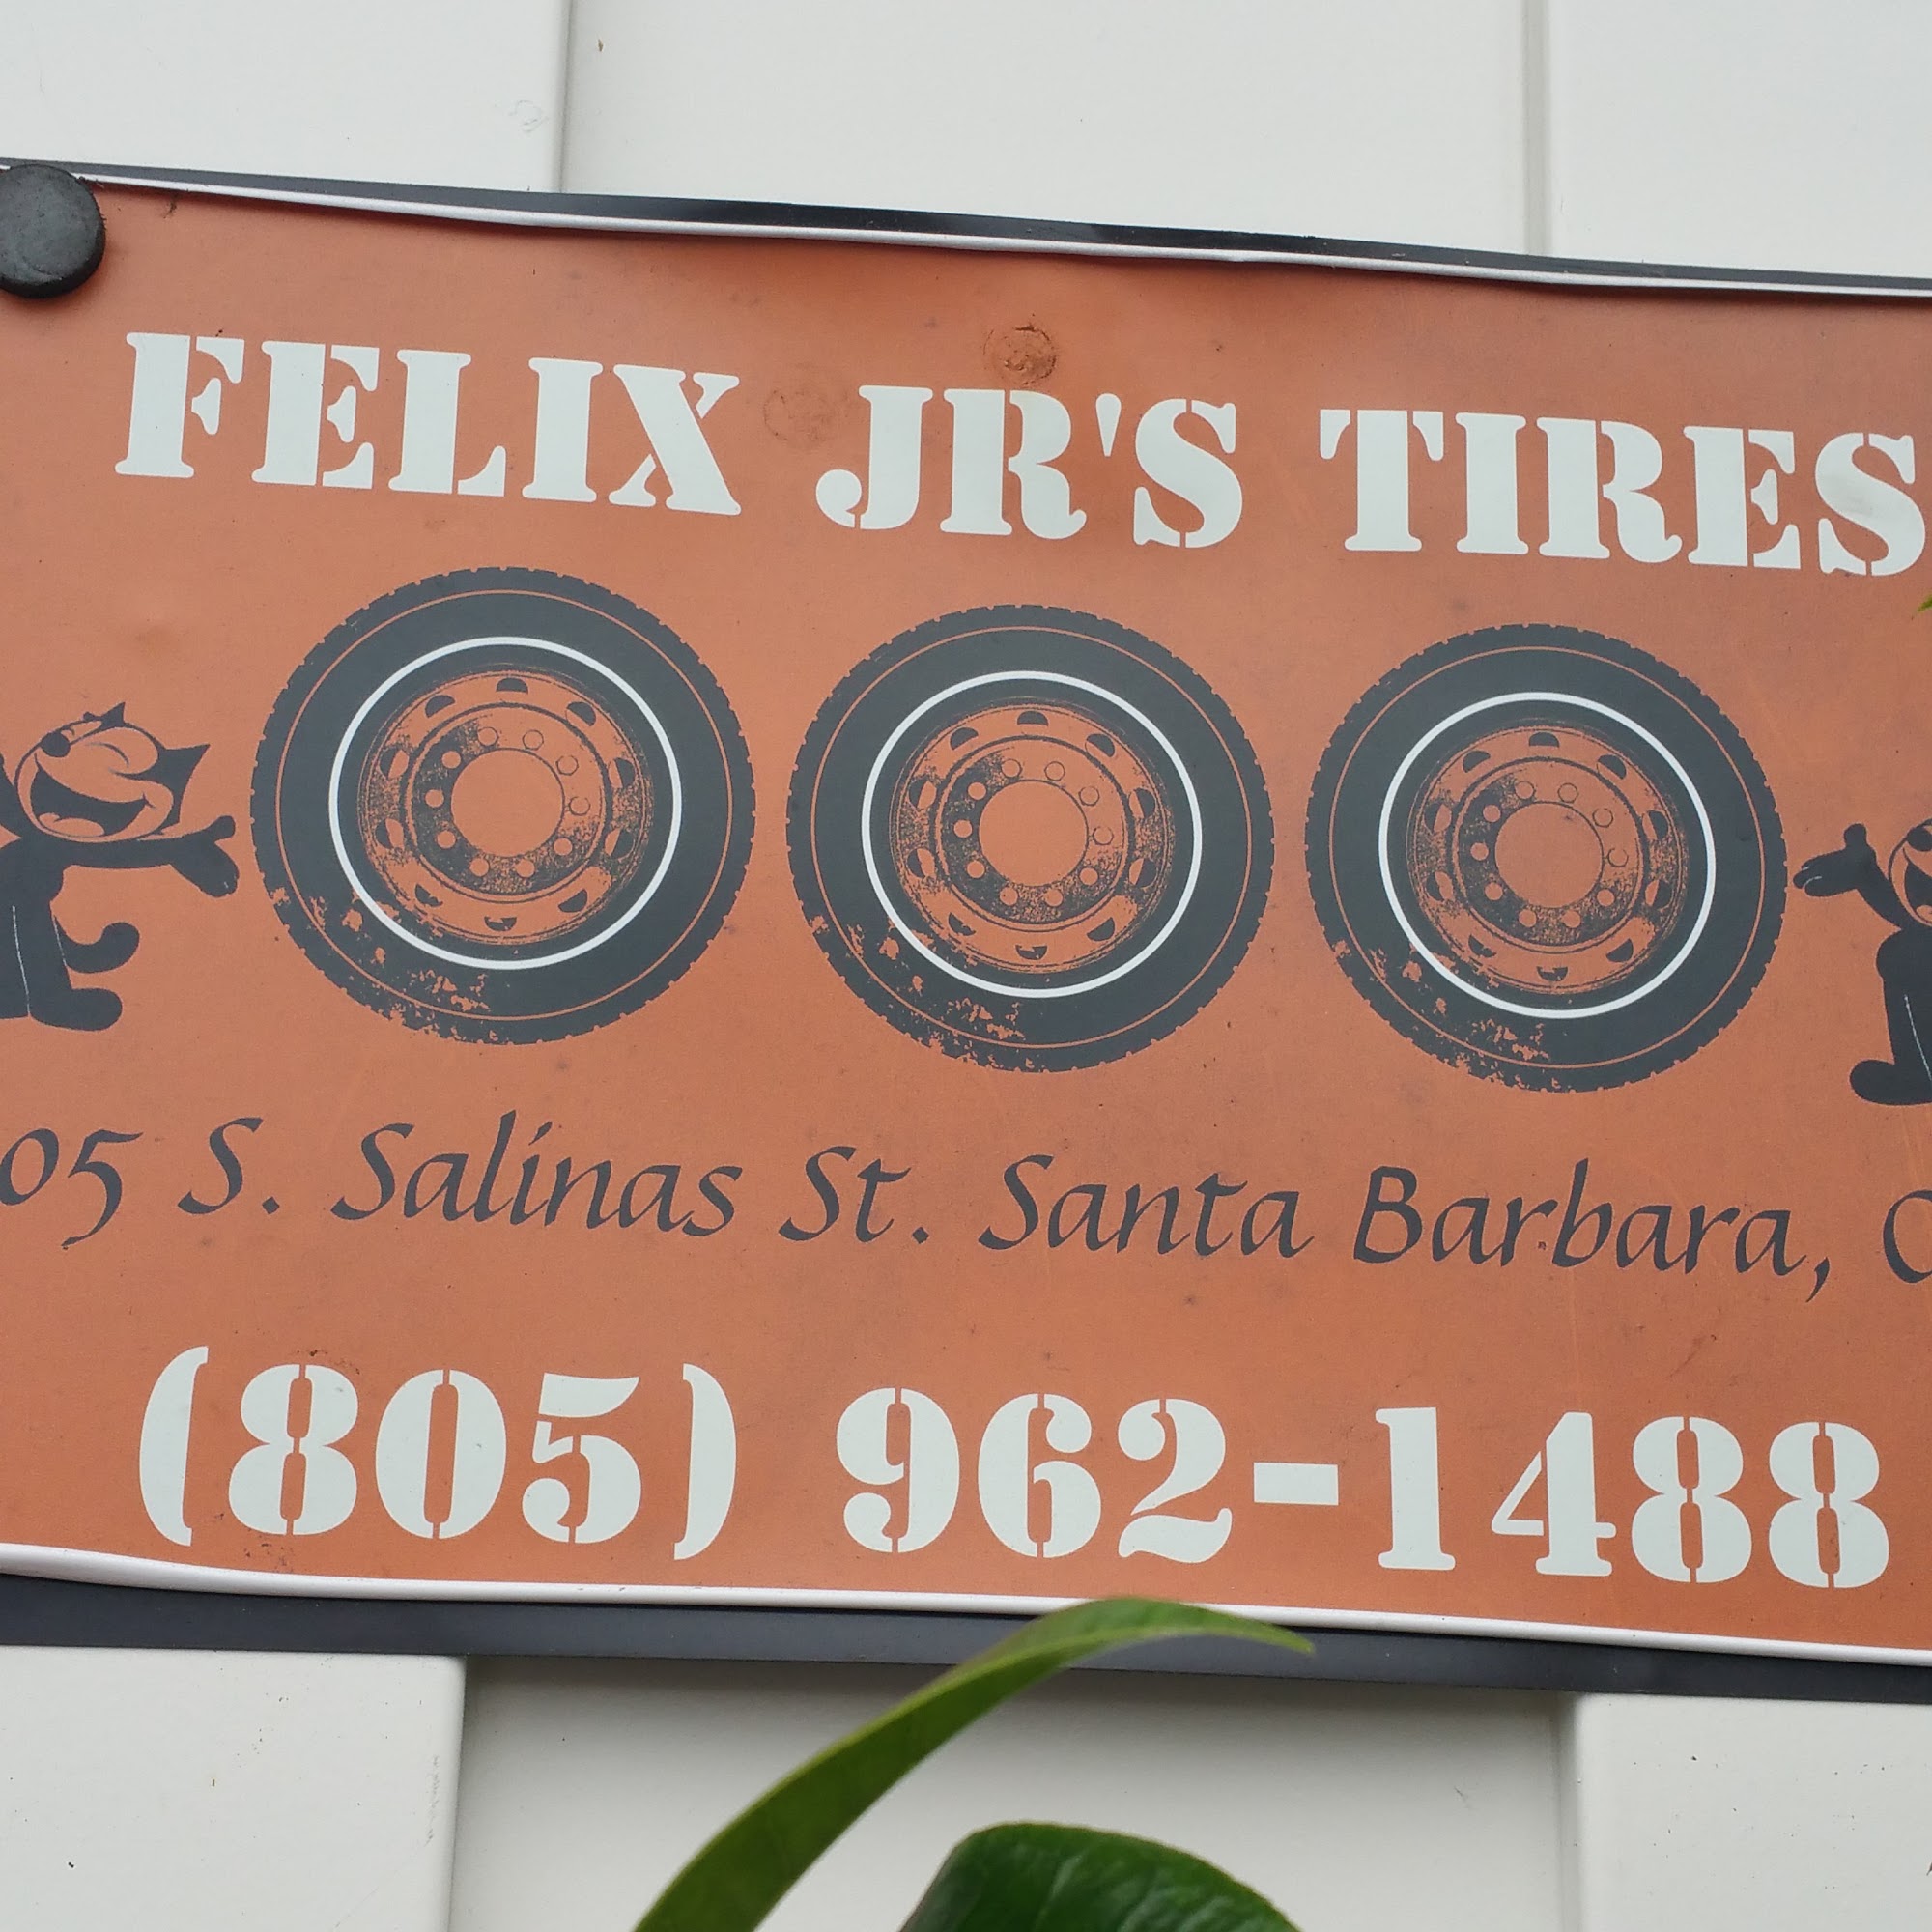 FELIX JR'S TIRES
05 S. Salinas St. Santa Barbara, C
(805) 962-1488